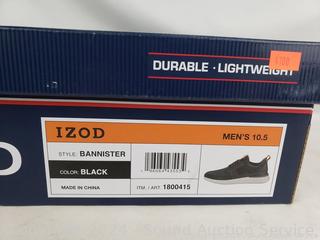 DURABLE · LIGHTWEIGHT
IZOD
MEN'S 10.5
STYLE: BANNISTER
COLOR: BLACK
MADE IN CHINA
ITM. / ART. 1800415
Sound Auction Service